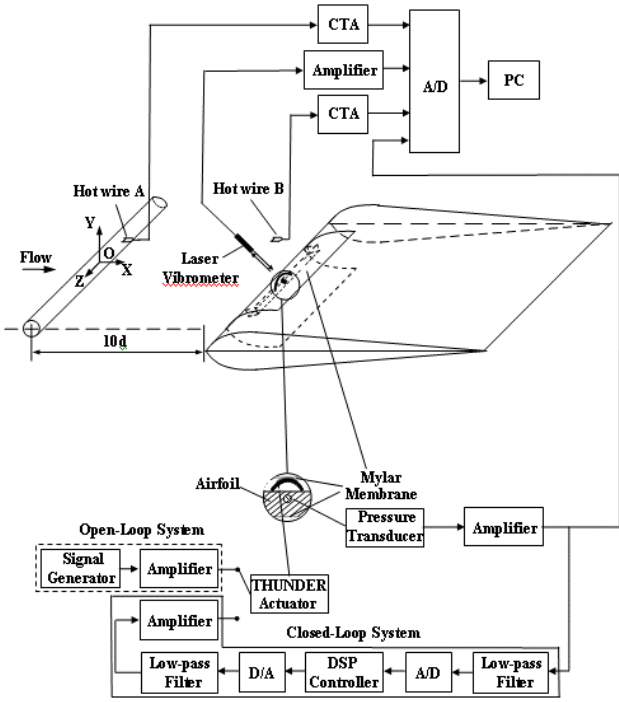 CTA
Amplifier
A/D
PC
CTA
Hot wire A
Hot wire B
Y
O
X
Z
Flow
Laser
Vibrometer
10d
Airfoil
Mylar
Membrane
Pressure
Transducer
Amplifier
Open-Loop System
Signal
Generator
Amplifier
THUNDER
Actuator
Amplifier
Closed-Loop System
Low-pass
Filter
D/A
DSP
Controller
A/D
Low-pass
Filter